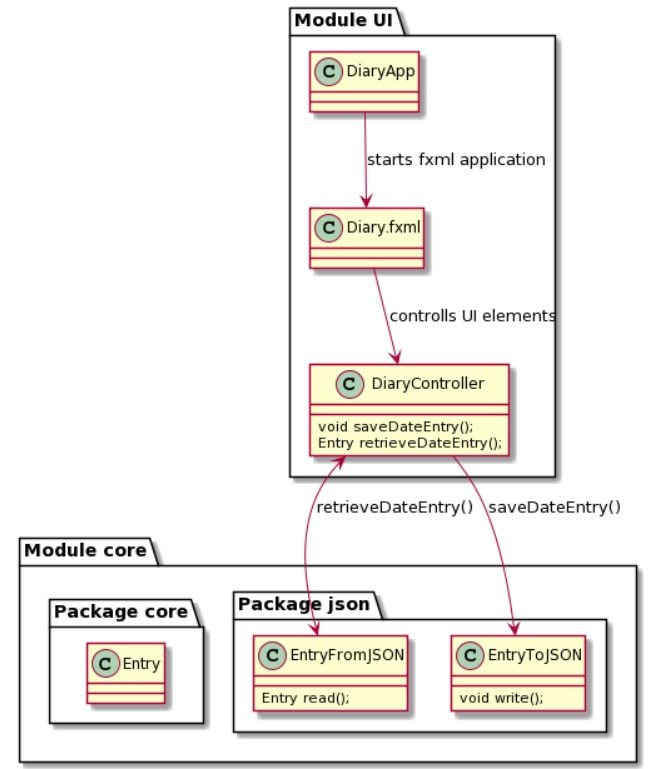 Module UI
C DiaryApp
starts fxml application
C Diary.fxml
controlls UI elements
C DiaryController
void saveDateEntry();
Entry retrieveDateEntry();
retrieveDateEntry() saveDateEntry()
Module core
Package core
C Entry
Package json
C EntryFromJSON
Entry read();
C EntryToJSON
void write();